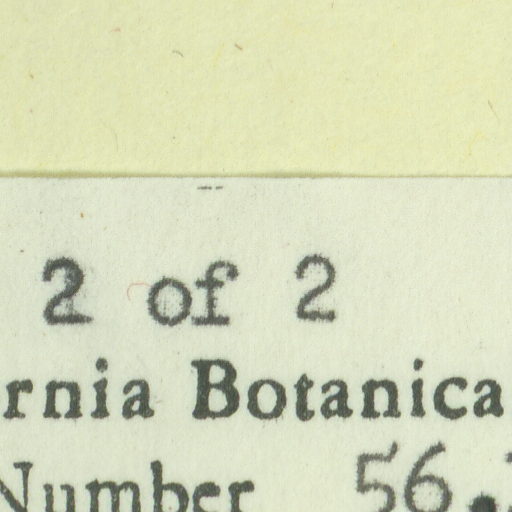 2 of 2
rnia Botanica
Number 56.